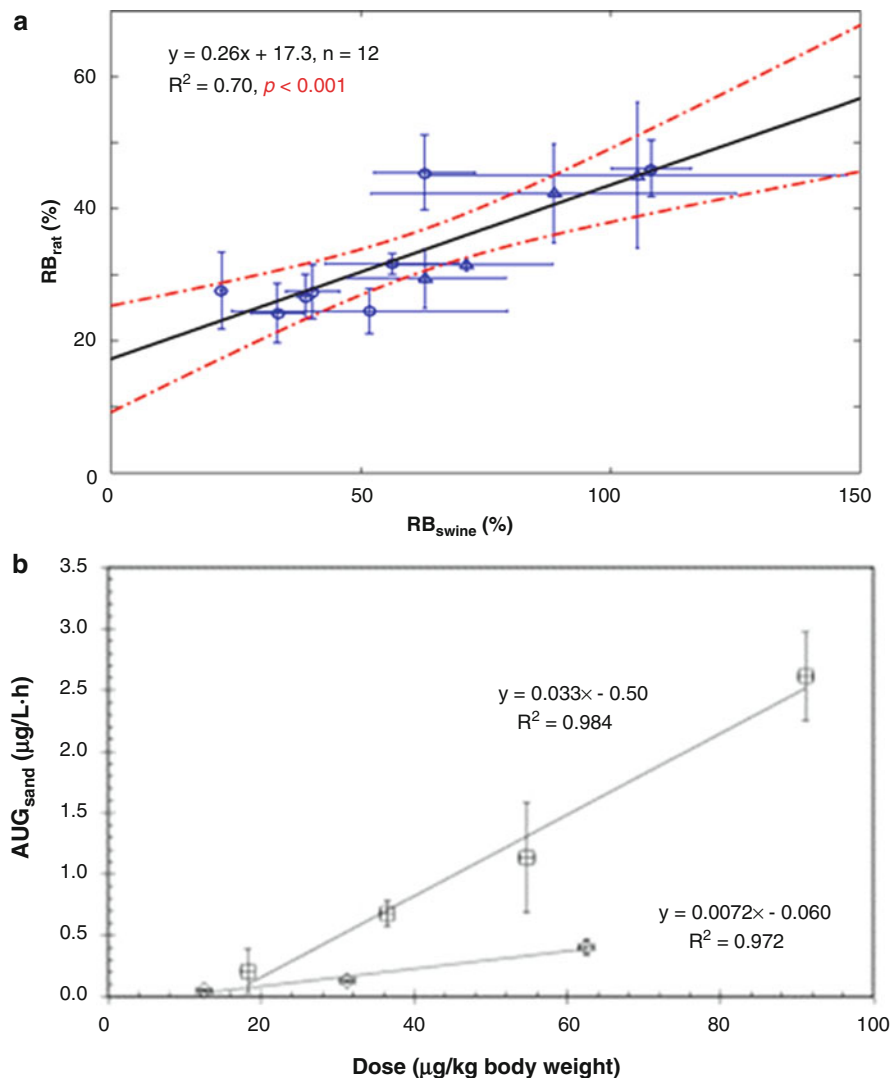 a
y = 0.26x + 17.3, n = 12
R² = 0.70, p < 0.001
60
40
20
0
RBrat (%)
0 50 100 150
RBswine (%)
b
3.5
3.0
2.5
2.0
1.5
1.0
0.5
0.0
AUGsand (µg/L·h)
y = 0.033× - 0.50
R² = 0.984
y = 0.0072× - 0.060
R² = 0.972
0 20 40 60 80 100
Dose (µg/kg body weight)